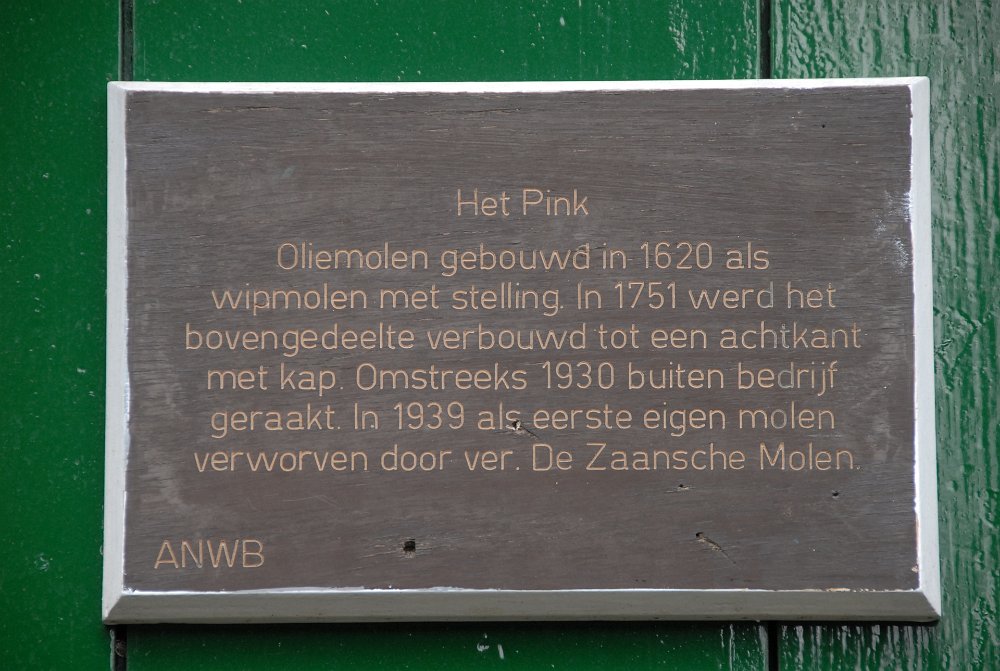 Het Pink
Oliemolen gebouwd in 1620 als
wipmolen met stelling. In 1751 werd het
bovengedeelte verbouwd tot een achtkant
met kap. Omstreeks 1930 buiten bedrijf
geraakt. In 1939 als eerste eigen molen
verworven door ver. De Zaansche Molen.
ANWB